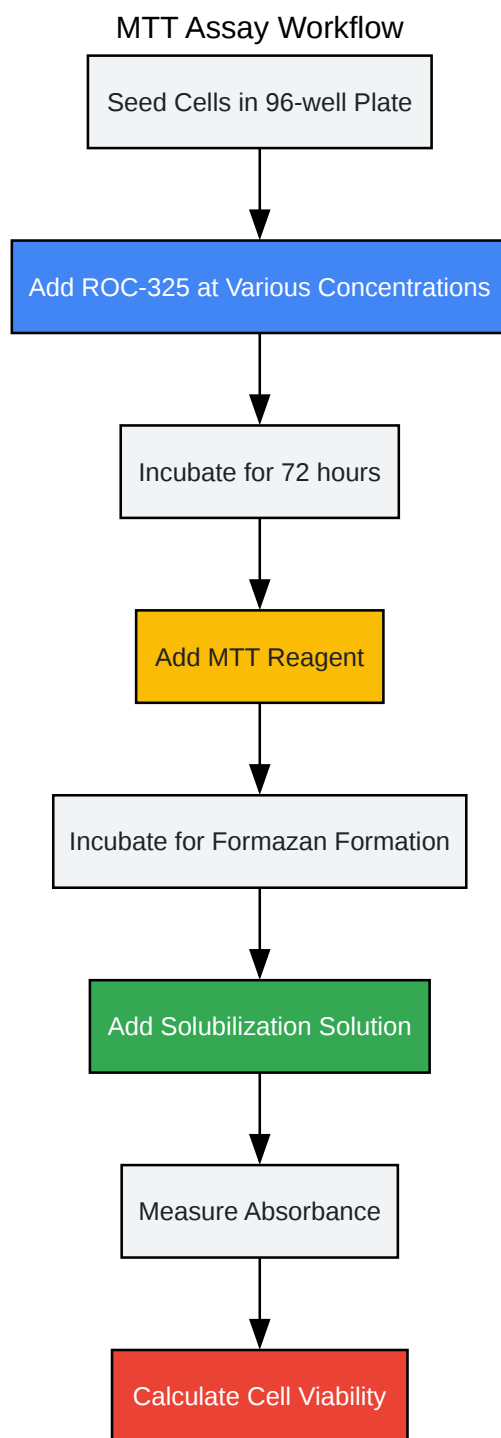 MTT Assay Workflow
Seed Cells in 96-well Plate
Add ROC-325 at Various Concentrations
Incubate for 72 hours
Add MTT Reagent
Incubate for Formazan Formation
Add Solubilization Solution
Measure Absorbance
Calculate Cell Viability